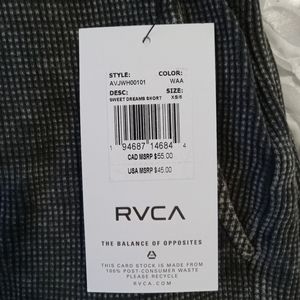 STYLE: COLOR:
AVJWH00101 WAA
DESC: SIZE:
SWEET DREAMS SHORT XS/6
1 94687 14684 4
CAD MSRP $55.00
USA MSRP $45.00
RVCA
THE BALANCE OF OPPOSITES
THIS CARD STOCK IS MADE FROM
100% POST-CONSUMER WASTE
PLEASE RECYCLE
RVCA.COM